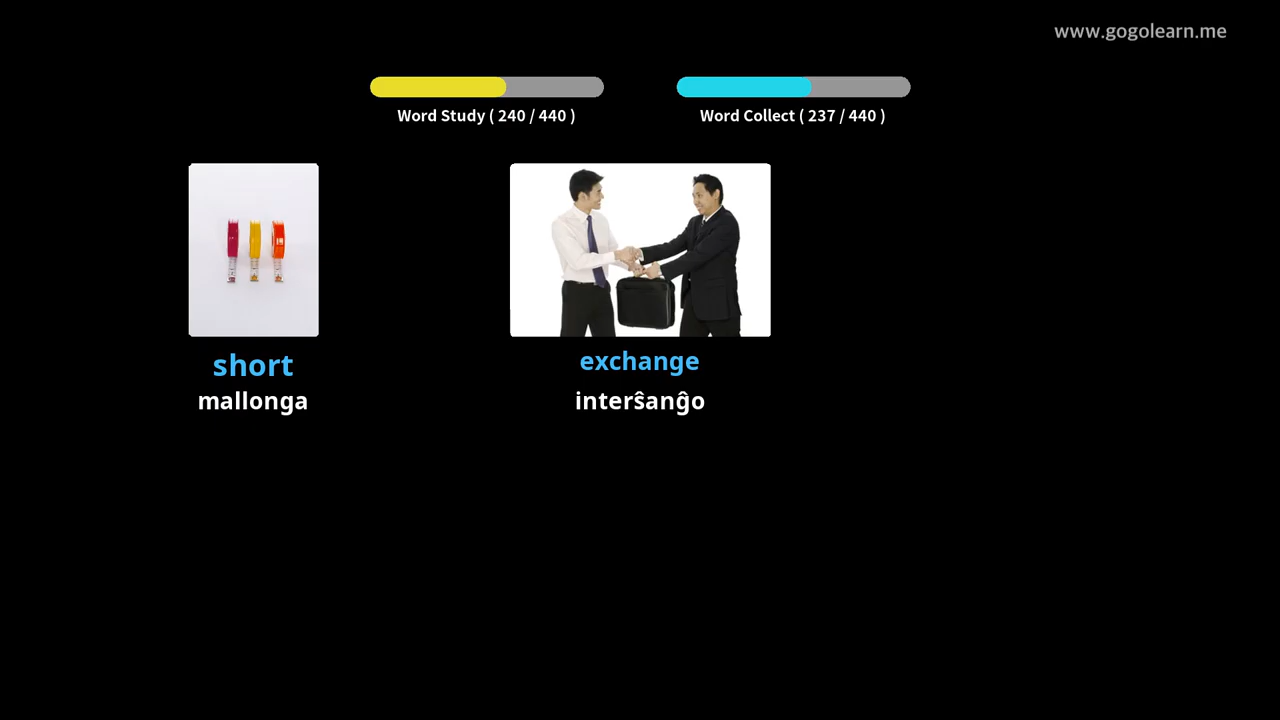 www.gogolearn.me
Word Study ( 240 / 440 )
Word Collect ( 237 / 440 )
short
mallonga
exchange
interŝanĝo